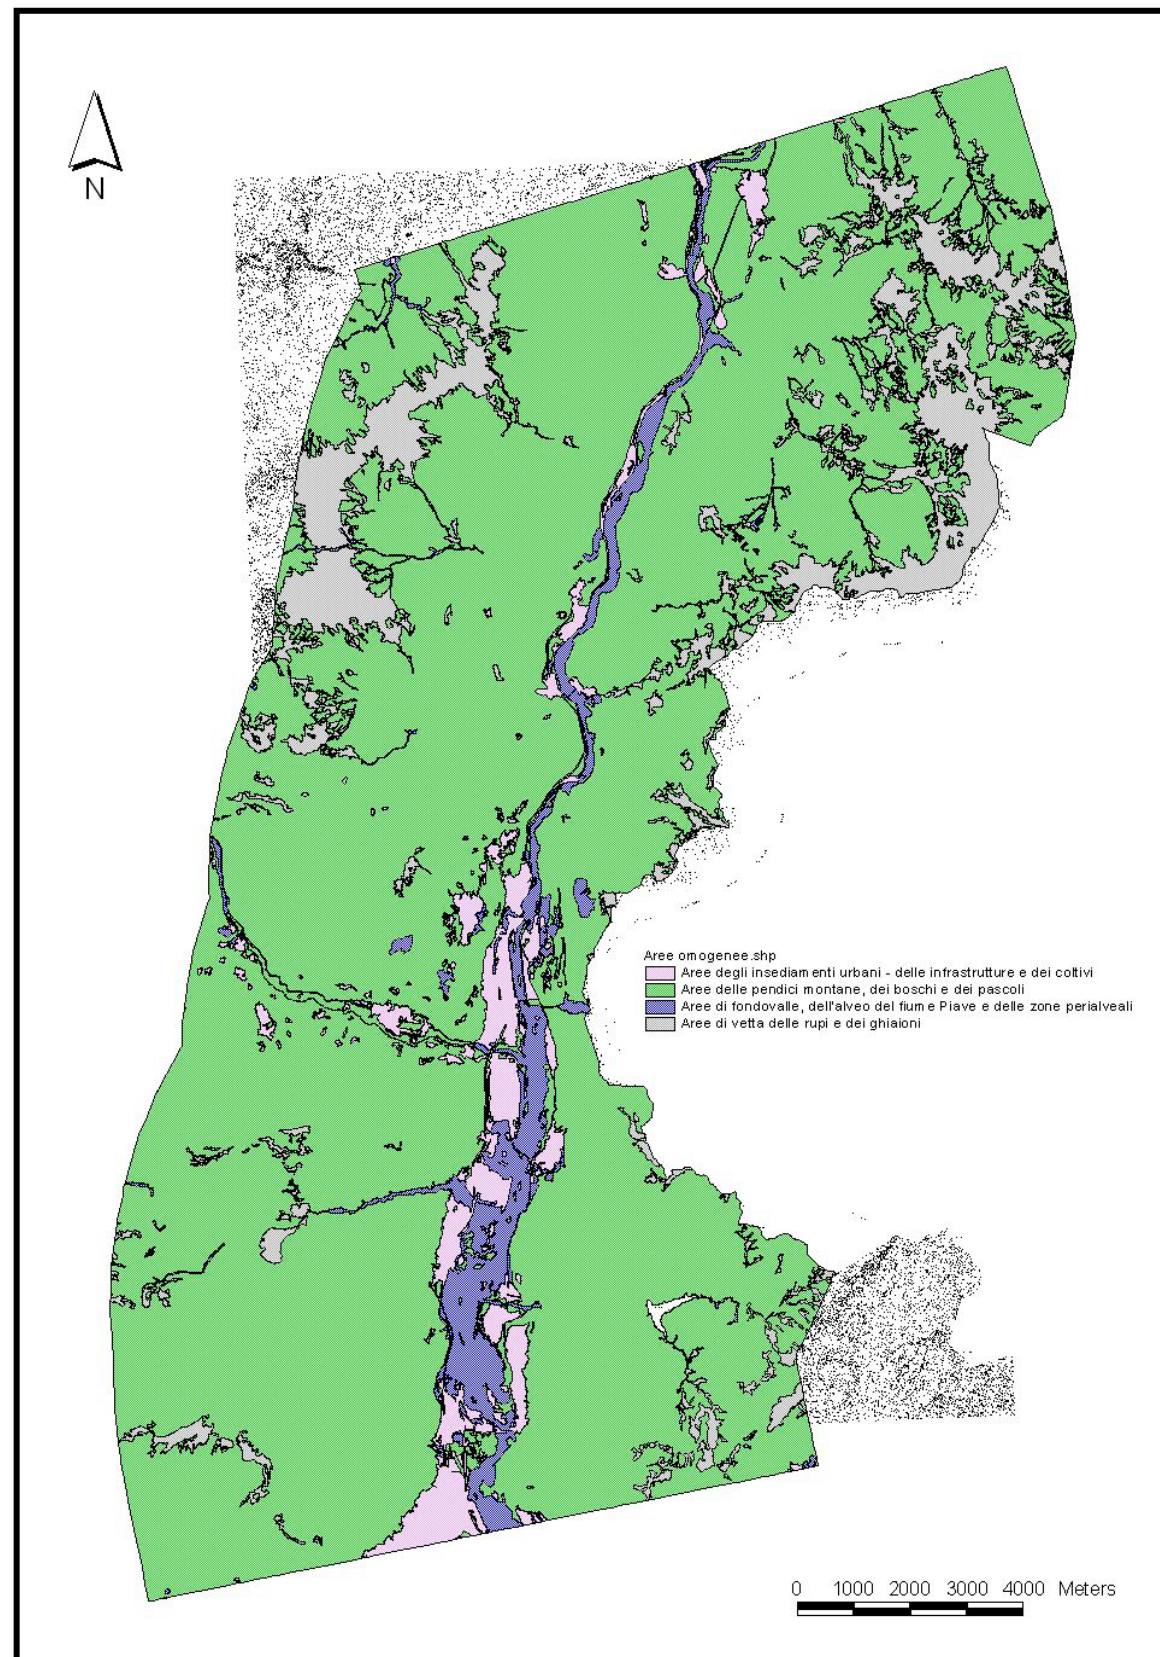 N
Aree omogenee.shp
Aree degli insediamenti urbani - delle infrastrutture e dei coltivi
Aree delle pendici montane, dei boschi e dei pascoli
Aree di fondovalle, dell'alveo del fiume Piave e delle zone perialveali
Aree di vetta delle rupi e dei ghiaioni
0 1000 2000 3000 4000 Meters